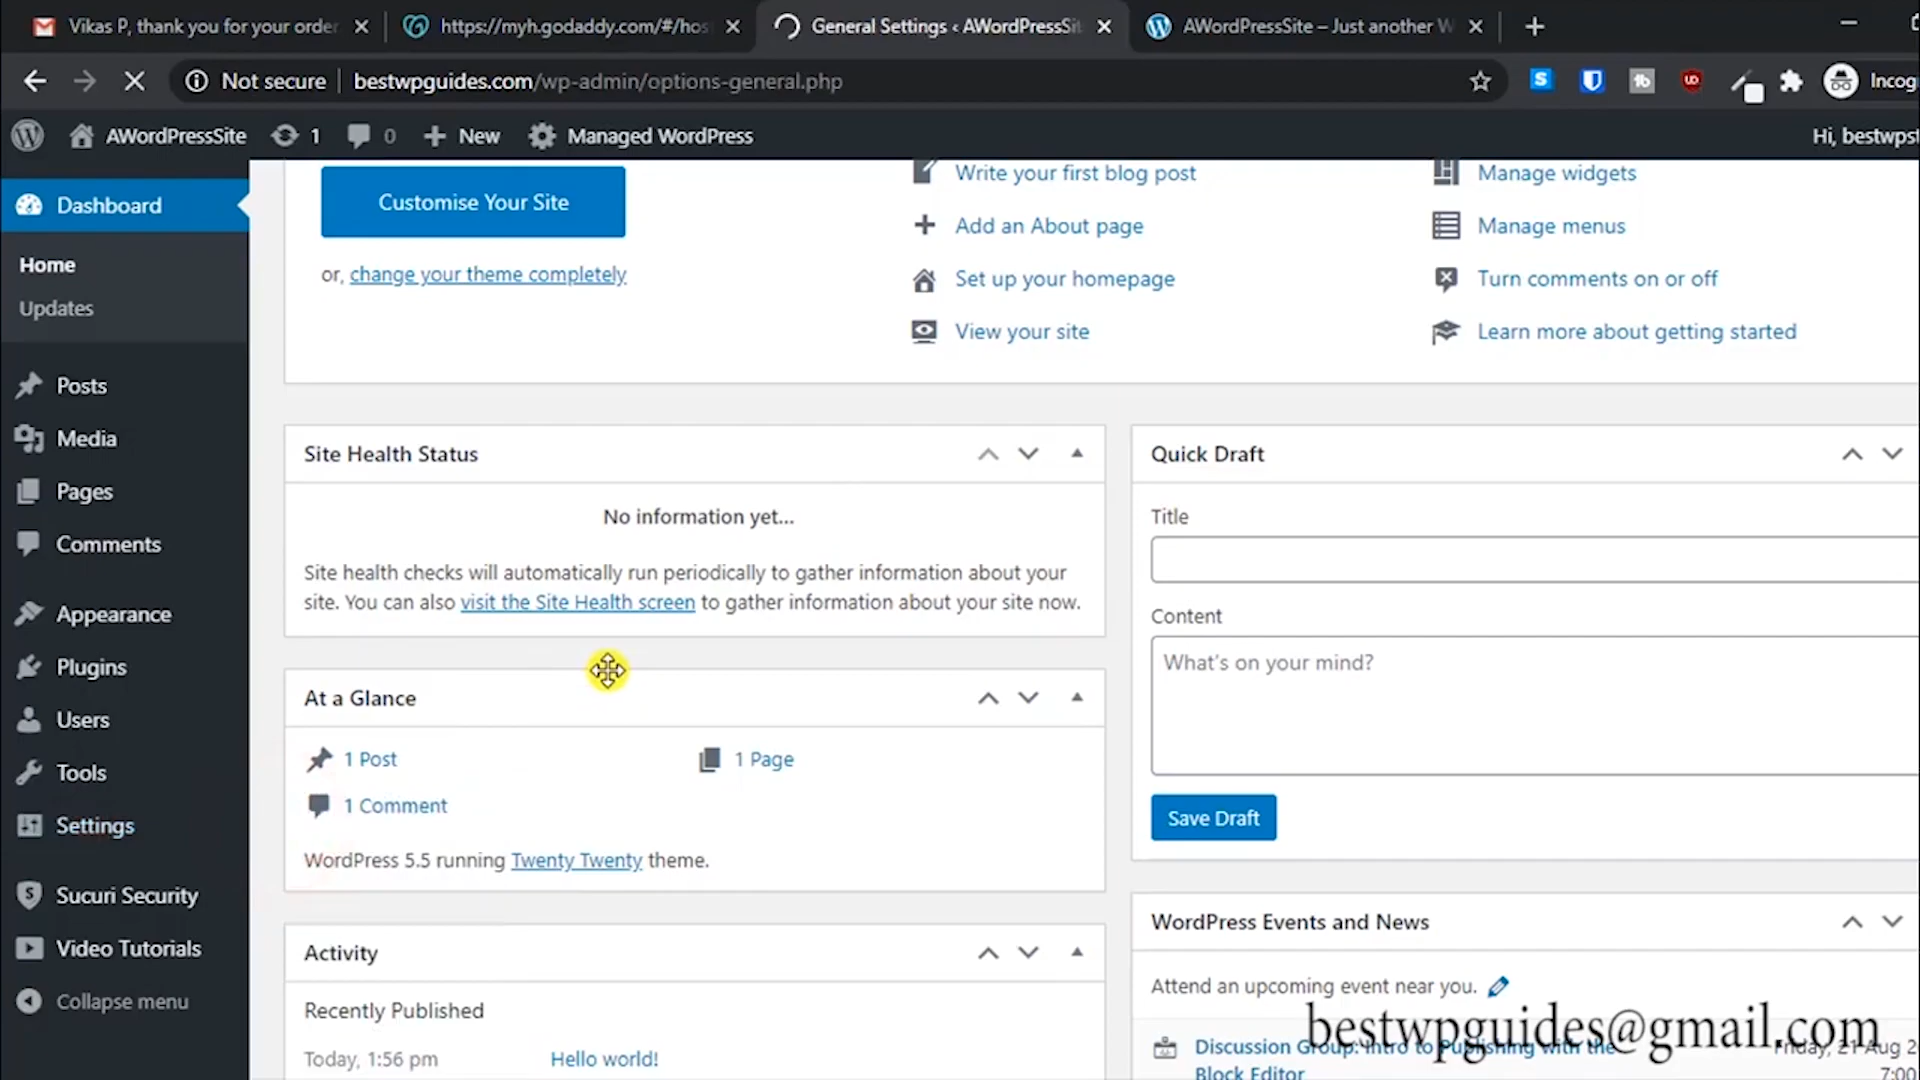 Vikas P, thank you for your order
https://myh.godaddy.com/#/hos
General Settings ‹ AWordPressSit
AWordPressSite – Just another W
Not secure
bestwpguides.com/wp-admin/options-general.php
Incog
AWordPressSite
1
0
New
Managed WordPress
Hi, bestwpst
Dashboard
Home
Updates
Posts
Media
Pages
Comments
Appearance
Plugins
Users
Tools
Settings
Sucuri Security
Video Tutorials
Collapse menu
Customise Your Site
or, change your theme completely
Write your first blog post
Add an About page
Set up your homepage
View your site
Manage widgets
Manage menus
Turn comments on or off
Learn more about getting started
Site Health Status
No information yet...
Site health checks will automatically run periodically to gather information about your
site. You can also visit the Site Health screen to gather information about your site now.
At a Glance
1 Post
1 Page
1 Comment
WordPress 5.5 running Twenty Twenty theme.
Activity
Recently Published
Today, 1:56 pm
Hello world!
Quick Draft
Title
Content
What's on your mind?
Save Draft
WordPress Events and News
Attend an upcoming event near you.
Discussion Group: Intro to Publishing with the
Block Editor
Friday, 21 Aug 2
7:00
bestwpguides@gmail.com